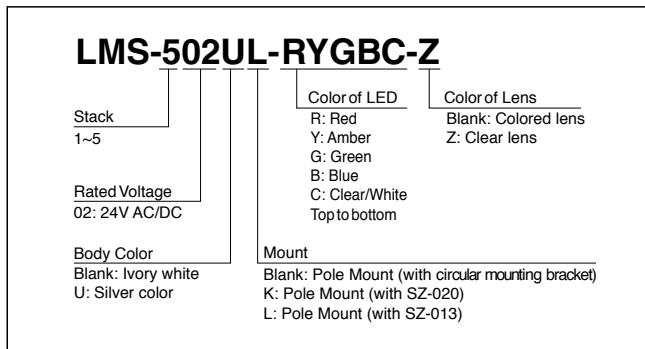 LMS-502UL-RYGBC-Z
Stack
1~5
Rated Voltage
02: 24V AC/DC
Body Color
Blank: Ivory white
U: Silver color
Color of LED
R: Red
Y: Amber
G: Green
B: Blue
C: Clear/White
Top to bottom
Color of Lens
Blank: Colored lens
Z: Clear lens
Mount
Blank: Pole Mount (with circular mounting bracket)
K: Pole Mount (with SZ-020)
L: Pole Mount (with SZ-013)